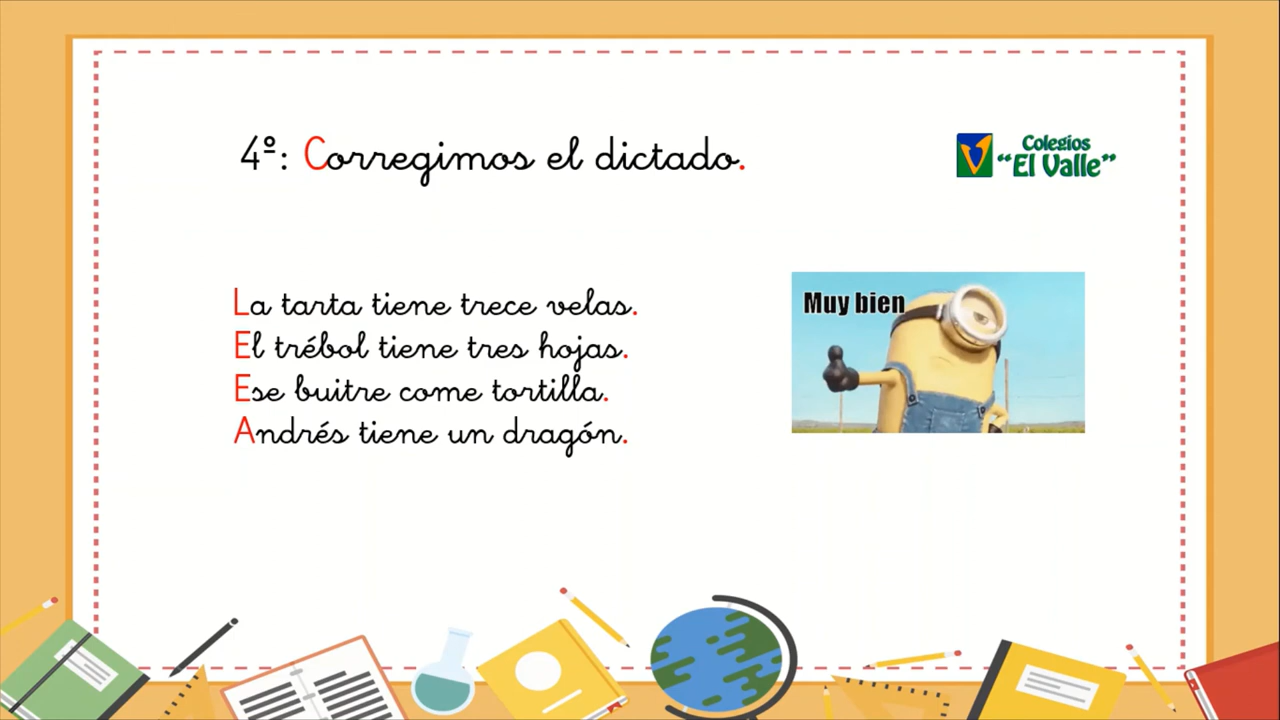 4º: Corregimos el dictado.
Colegios
“El Valle”
La tarta tiene trece velas.
El trébol tiene tres hojas.
Ese buitre come tortilla.
Andrés tiene un dragón.
Muy bien